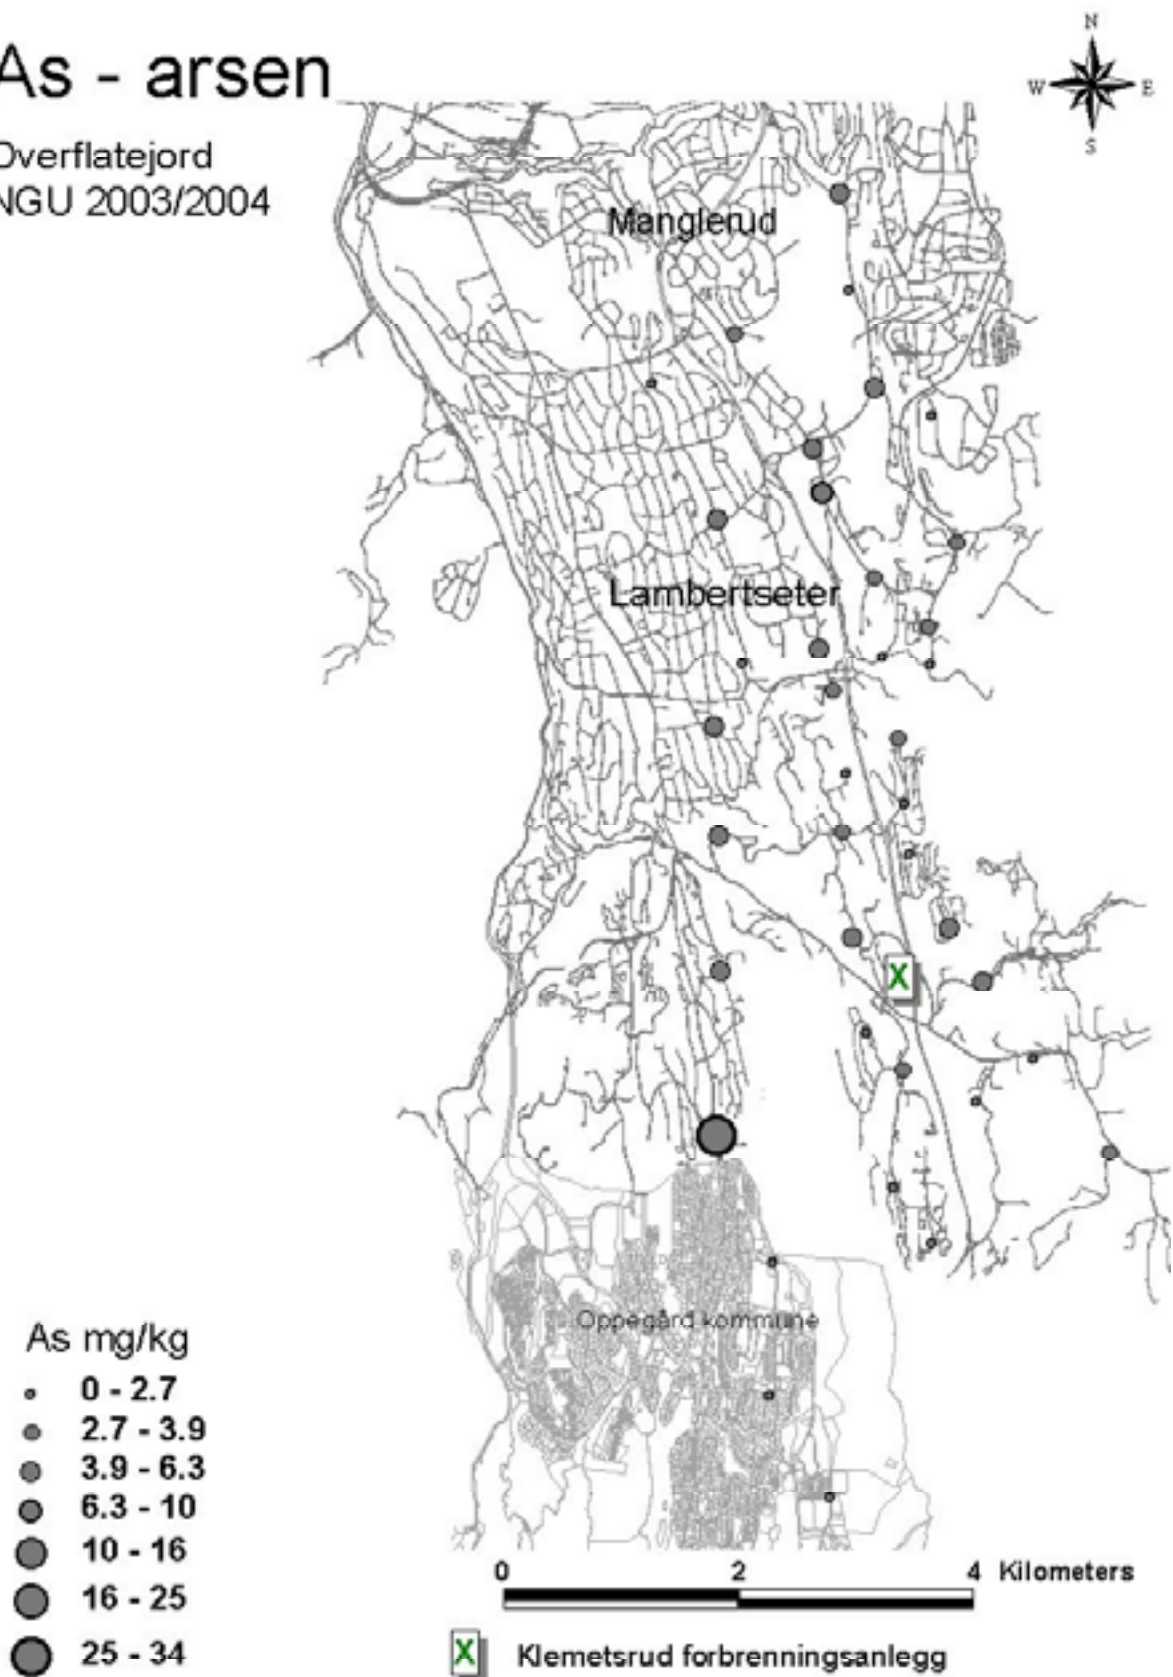 As - arsen
Overflatejord
NGU 2003/2004
N
W E
S
Manglerud
Lambertseter
X
Oppegård kommune
As mg/kg
0 - 2.7
2.7 - 3.9
3.9 - 6.3
6.3 - 10
10 - 16
16 - 25
25 - 34
0 2 4 Kilometers
X Klemetsrud forbrenningsanlegg